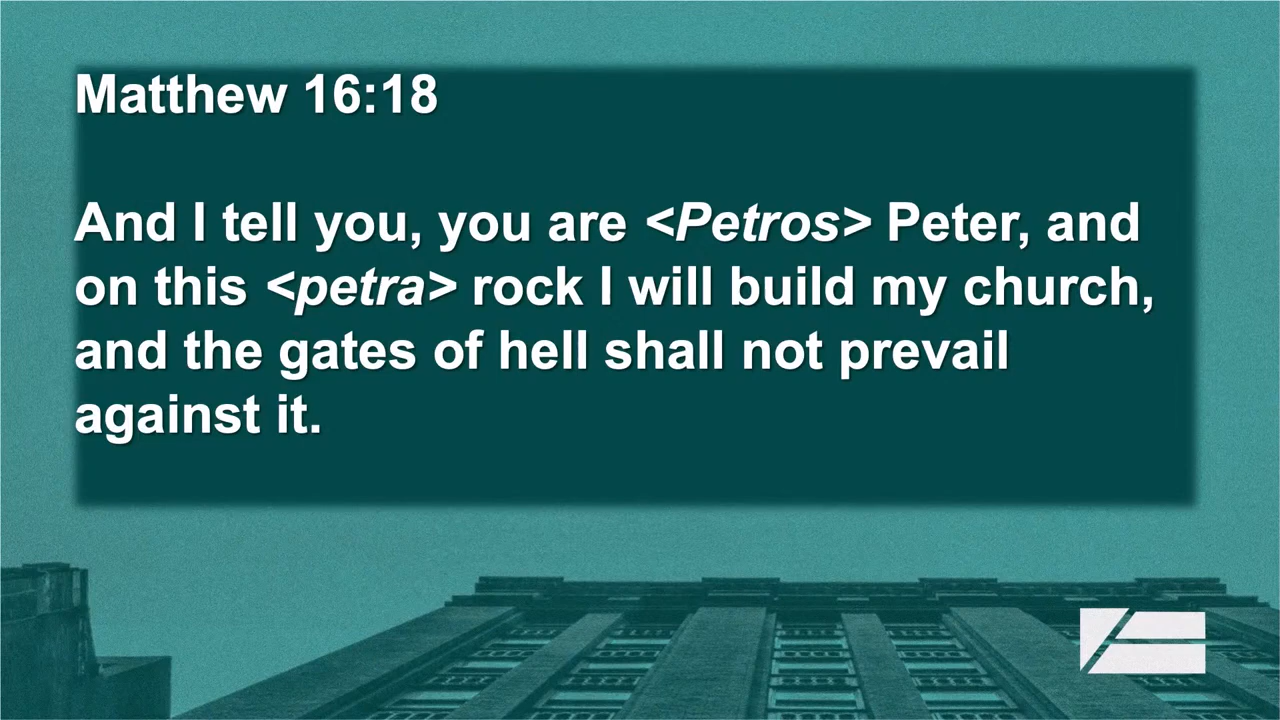 Matthew 16:18
And I tell you, you are <Petros> Peter, and
on this <petra> rock I will build my church,
and the gates of hell shall not prevail
against it.